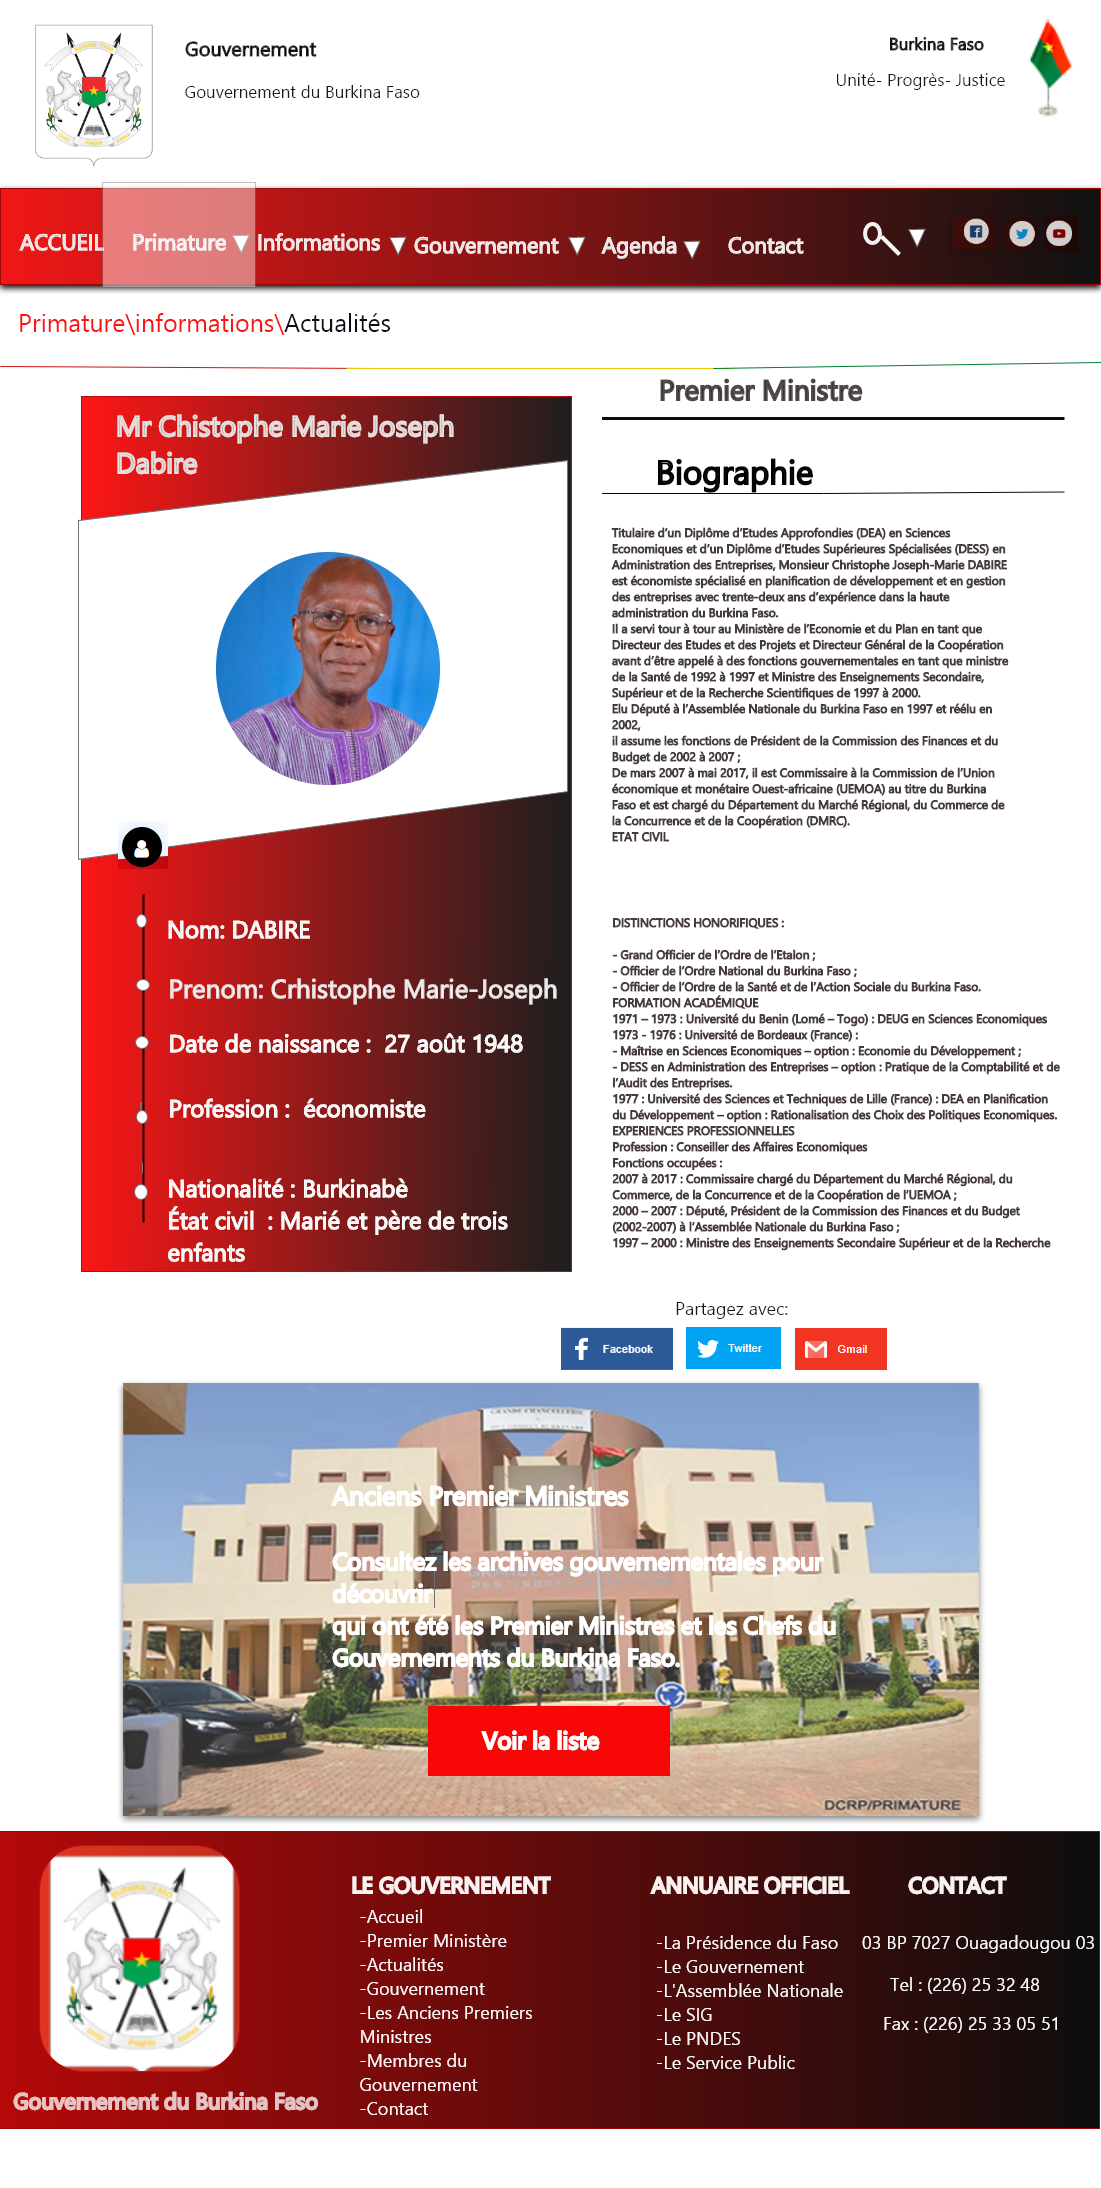 BURKINA FASO
Unité Progrès Justice
Gouvernement
Gouvernement du Burkina Faso
Burkina Faso
Unité- Progrès- Justice
ACCUEIL
Primature
Informations
Gouvernement
Agenda
Contact
Primature\informations\Actualités
Mr Chistophe Marie Joseph
Dabire
Nom: DABIRE
Prenom: Crhistophe Marie-Joseph
Date de naissance :  27 août 1948
Profession :  économiste
Nationalité : Burkinabè
État civil  : Marié et père de trois
enfants
Premier Ministre
Biographie
Titulaire d’un Diplôme d’Etudes Approfondies (DEA) en Sciences
Economiques et d’un Diplôme d’Etudes Supérieures Spécialisées (DESS) en
Administration des Entreprises, Monsieur Christophe Joseph-Marie DABIRE
est économiste spécialisé en planification de développement et en gestion
des entreprises avec trente-deux ans d’expérience dans la haute
administration du Burkina Faso.
Il a servi tour à tour au Ministère de l’Economie et du Plan en tant que
Directeur des Etudes et des Projets et Directeur Général de la Coopération
avant d’être appelé à des fonctions gouvernementales en tant que ministre
de la Santé de 1992 à 1997 et Ministre des Enseignements Secondaire,
Supérieur et de la Recherche Scientifiques de 1997 à 2000.
Elu Député à l’Assemblée Nationale du Burkina Faso en 1997 et réélu en
2002,
il assume les fonctions de Président de la Commission des Finances et du
Budget de 2002 à 2007 ;
De mars 2007 à mai 2017, il est Commissaire à la Commission de l’Union
économique et monétaire Ouest-africaine (UEMOA) au titre du Burkina
Faso et est chargé du Département du Marché Régional, du Commerce de
la Concurrence et de la Coopération (DMRC).
ETAT CIVIL
DISTINCTIONS HONORIFIQUES :
- Grand Officier de l’Ordre de l’Etalon ;
- Officier de l’Ordre National du Burkina Faso ;
- Officier de l’Ordre de la Santé et de l’Action Sociale du Burkina Faso.
FORMATION ACADÉMIQUE
1971 – 1973 : Université du Benin (Lomé – Togo) : DEUG en Sciences Economiques
1973 - 1976 : Université de Bordeaux (France) :
- Maîtrise en Sciences Economiques – option : Economie du Développement ;
- DESS en Administration des Entreprises – option : Pratique de la Comptabilité et de
l’Audit des Entreprises.
1977 : Université des Sciences et Techniques de Lille (France) : DEA en Planification
du Développement – option : Rationalisation des Choix des Politiques Economiques.
EXPERIENCES PROFESSIONNELLES
Profession : Conseiller des Affaires Economiques
Fonctions occupées :
2007 à 2017 : Commissaire chargé du Département du Marché Régional, du
Commerce, de la Concurrence et de la Coopération de l’UEMOA ;
2000 – 2007 : Député, Président de la Commission des Finances et du Budget
(2002-2007) à l’Assemblée Nationale du Burkina Faso ;
1997 – 2000 : Ministre des Enseignements Secondaire Supérieur et de la Recherche
Partagez avec:
Facebook
Twitter
Gmail
GRANDE CHANCELLERIE
Anciens Premier Ministres
Consultez les archives gouvernementales pour
découvrir
qui ont été les Premier Ministres et les Chefs du
Gouvernements du Burkina Faso.
Voir la liste
DCRP/PRIMATURE
BURKINA FASO
Unité Progrès Justice
Gouvernement du Burkina Faso
LE GOUVERNEMENT
-Accueil
-Premier Ministère
-Actualités
-Gouvernement
-Les Anciens Premiers
Ministres
-Membres du
Gouvernement
-Contact
ANNUAIRE OFFICIEL
-La Présidence du Faso
-Le Gouvernement
-L'Assemblée Nationale
-Le SIG
-Le PNDES
-Le Service Public
CONTACT
03 BP 7027 Ouagadougou 03
Tel : (226) 25 32 48
Fax : (226) 25 33 05 51